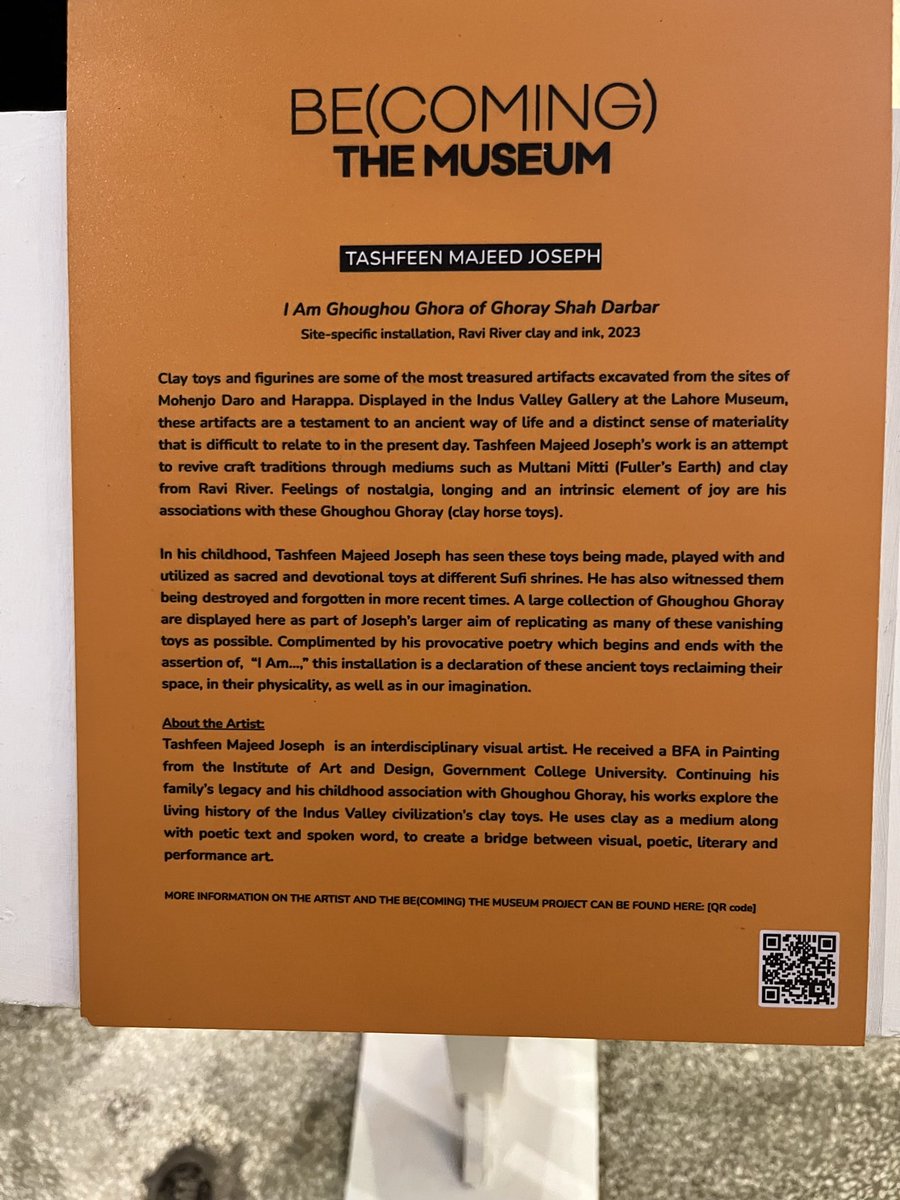 BE(COMING)
THE MUSEUM
TASHFEEN MAJEED JOSEPH
I Am Ghoughou Ghora of Ghoray Shah Darbar
Site-specific installation, Ravi River clay and ink, 2023
Clay toys and figurines are some of the most treasured artifacts excavated from the sites of
Mohenjo Daro and Harappa. Displayed in the Indus Valley Gallery at the Lahore Museum,
these artifacts are a testament to an ancient way of life and a distinct sense of materiality
that is difficult to relate to in the present day. Tashfeen Majeed Joseph's work is an attempt
to revive craft traditions through mediums such as Multani Mitti (Fuller's Earth) and clay
from Ravi River. Feelings of nostalgia, longing and an intrinsic element of joy are his
associations with these Ghoughou Ghoray (clay horse toys).
In his childhood, Tashfeen Majeed Joseph has seen these toys being made, played with and
utilized as sacred and devotional toys at different Sufi shrines. He has also witnessed them
being destroyed and forgotten in more recent times. A large collection of Ghoughou Ghoray
are displayed here as part of Joseph's larger aim of replicating as many of these vanishing
toys as possible. Complimented by his provocative poetry which begins and ends with the
assertion of, "I Am...," this installation is a declaration of these ancient toys reclaiming their
space, in their physicality, as well as in our imagination.
About the Artist:
Tashfeen Majeed Joseph is an interdisciplinary visual artist. He received a BFA in Painting
from the Institute of Art and Design, Government College University. Continuing his
family's legacy and his childhood association with Ghoughou Ghoray, his works explore the
living history of the Indus Valley civilization's clay toys. He uses clay as a medium along
with poetic text and spoken word, to create a bridge between visual, poetic, literary and
performance art.
MORE INFORMATION ON THE ARTIST AND THE BE(COMING) THE MUSEUM PROJECT CAN BE FOUND HERE: [QR code]